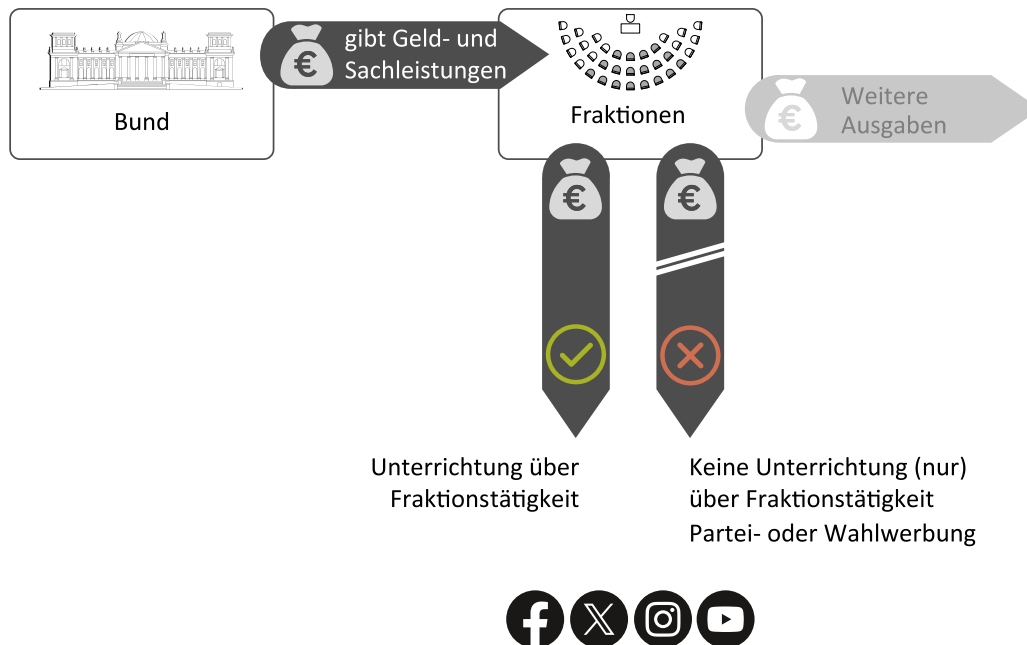 Bund
gibt Geld- und
Sachleistungen
Fraktionen
Weitere
Ausgaben
Unterrichtung über
Fraktionstätigkeit
Keine Unterrichtung (nur)
über Fraktionstätigkeit
Partei- oder Wahlwerbung